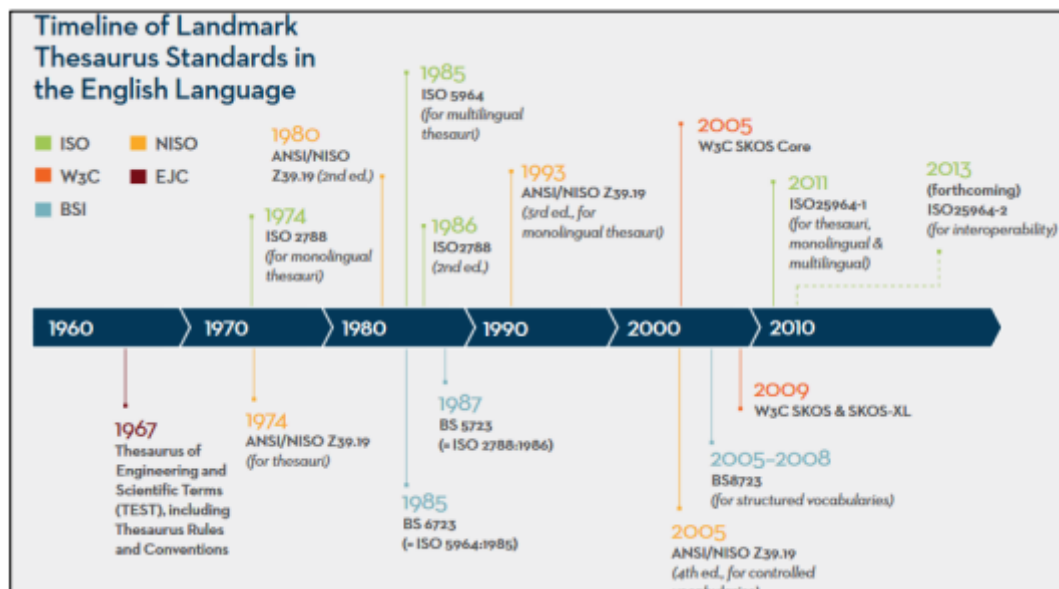 Timeline of Landmark
Thesaurus Standards in
the English Language
ISO
NISO
W3C
EJC
BSI
1974
ISO 2788
(for monolingual
thesauri)
1980
ANSI/NISO
Z39.19 (2nd ed.)
1985
ISO 5964
(for multilingual
thesauri)
1986
ISO2788
(2nd ed.)
1993
ANSI/NISO Z39.19
(3rd ed., for
monolingual thesauri)
2005
W3C SKOS Core
2011
ISO25964-1
(for thesauri,
monolingual &
multilingual)
2013
(forthcoming)
ISO25964-2
(for interoperability)
1960
1970
1980
1990
2000
2010
1967
Thesaurus of
Engineering and
Scientific Terms
(TEST), including
Thesaurus Rules
and Conventions
1974
ANSI/NISO Z39.19
(for thesauri)
1985
BS 6723
(= ISO 5964:1985)
1987
BS 5723
(= ISO 2788:1986)
2005
ANSI/NISO Z39.19
(4th ed., for controlled
2005–2008
BS8723
(for structured vocabularies)
2009
W3C SKOS & SKOS-XL